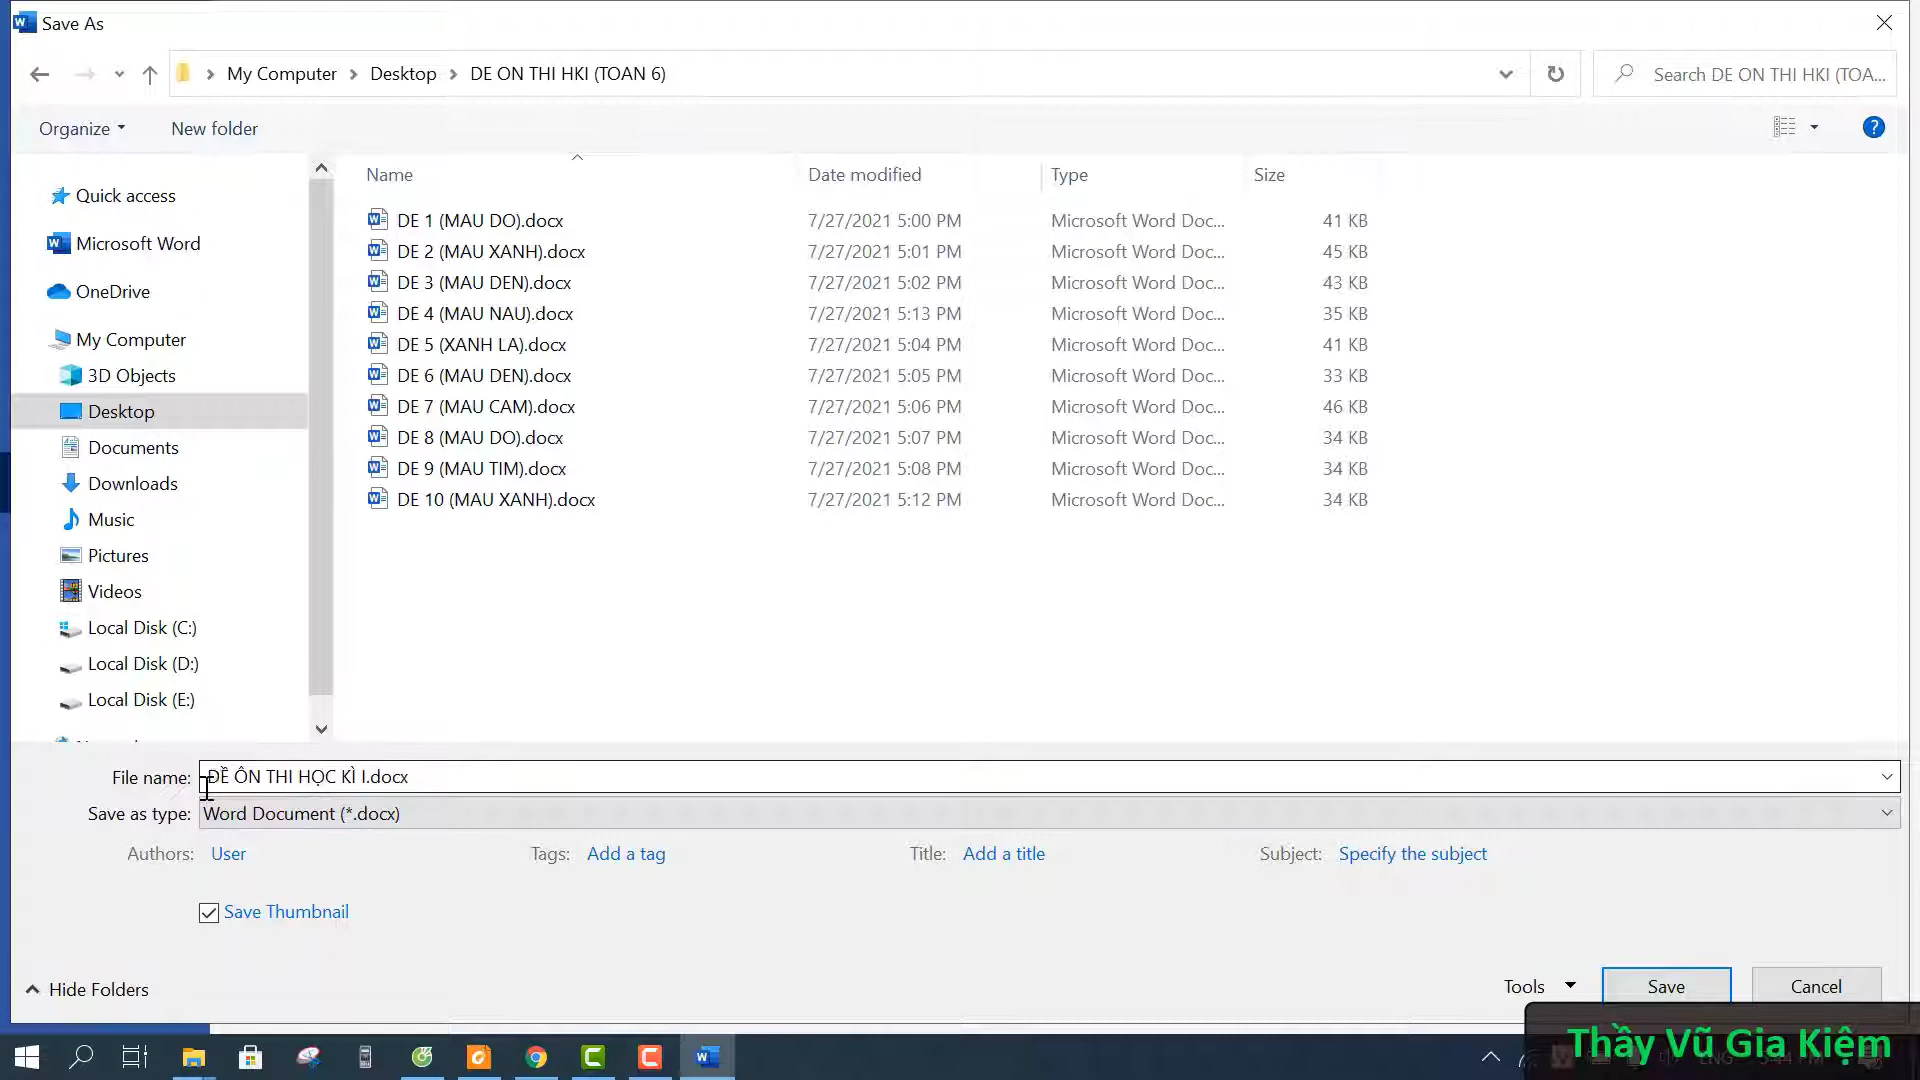 Save As
My Computer > Desktop > DE ON THI HKI (TOAN 6)
Search DE ON THI HKI (TOA...
Organize
New folder
Quick access
Microsoft Word
OneDrive
My Computer
3D Objects
Desktop
Documents
Downloads
Music
Pictures
Videos
Local Disk (C:)
Local Disk (D:)
Local Disk (E:)
Name Date modified Type Size
DE 1 (MAU DO).docx 7/27/2021 5:00 PM Microsoft Word Doc... 41 KB
DE 2 (MAU XANH).docx 7/27/2021 5:01 PM Microsoft Word Doc... 45 KB
DE 3 (MAU DEN).docx 7/27/2021 5:02 PM Microsoft Word Doc... 43 KB
DE 4 (MAU NAU).docx 7/27/2021 5:13 PM Microsoft Word Doc... 35 KB
DE 5 (XANH LA).docx 7/27/2021 5:04 PM Microsoft Word Doc... 41 KB
DE 6 (MAU DEN).docx 7/27/2021 5:05 PM Microsoft Word Doc... 33 KB
DE 7 (MAU CAM).docx 7/27/2021 5:06 PM Microsoft Word Doc... 46 KB
DE 8 (MAU DO).docx 7/27/2021 5:07 PM Microsoft Word Doc... 34 KB
DE 9 (MAU TIM).docx 7/27/2021 5:08 PM Microsoft Word Doc... 34 KB
DE 10 (MAU XANH).docx 7/27/2021 5:12 PM Microsoft Word Doc... 34 KB
File name: ĐỀ ÔN THI HỌC KÌ I.docx
Save as type: Word Document (*.docx)
Authors: User Tags: Add a tag Title: Add a title Subject: Specify the subject
Save Thumbnail
Hide Folders
Tools Save Cancel
Thầy Vũ Gia Kiệm